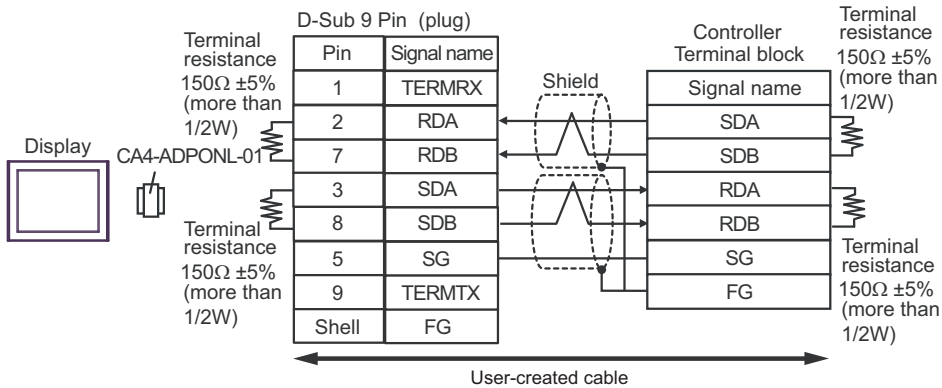 D-Sub 9 Pin (plug)
Terminal
resistance
150Ω ±5%
(more than
1/2W)
Display
CA4-ADPONL-01
Terminal
resistance
150Ω ±5%
(more than
1/2W)
Pin Signal name
1 TERMRX
2 RDA
7 RDB
3 SDA
8 SDB
5 SG
9 TERMTX
Shell FG
Shield
Controller
Terminal block
Signal name
SDA
SDB
RDA
RDB
SG
FG
Terminal
resistance
150Ω ±5%
(more than
1/2W)
Terminal
resistance
150Ω ±5%
(more than
1/2W)
User-created cable